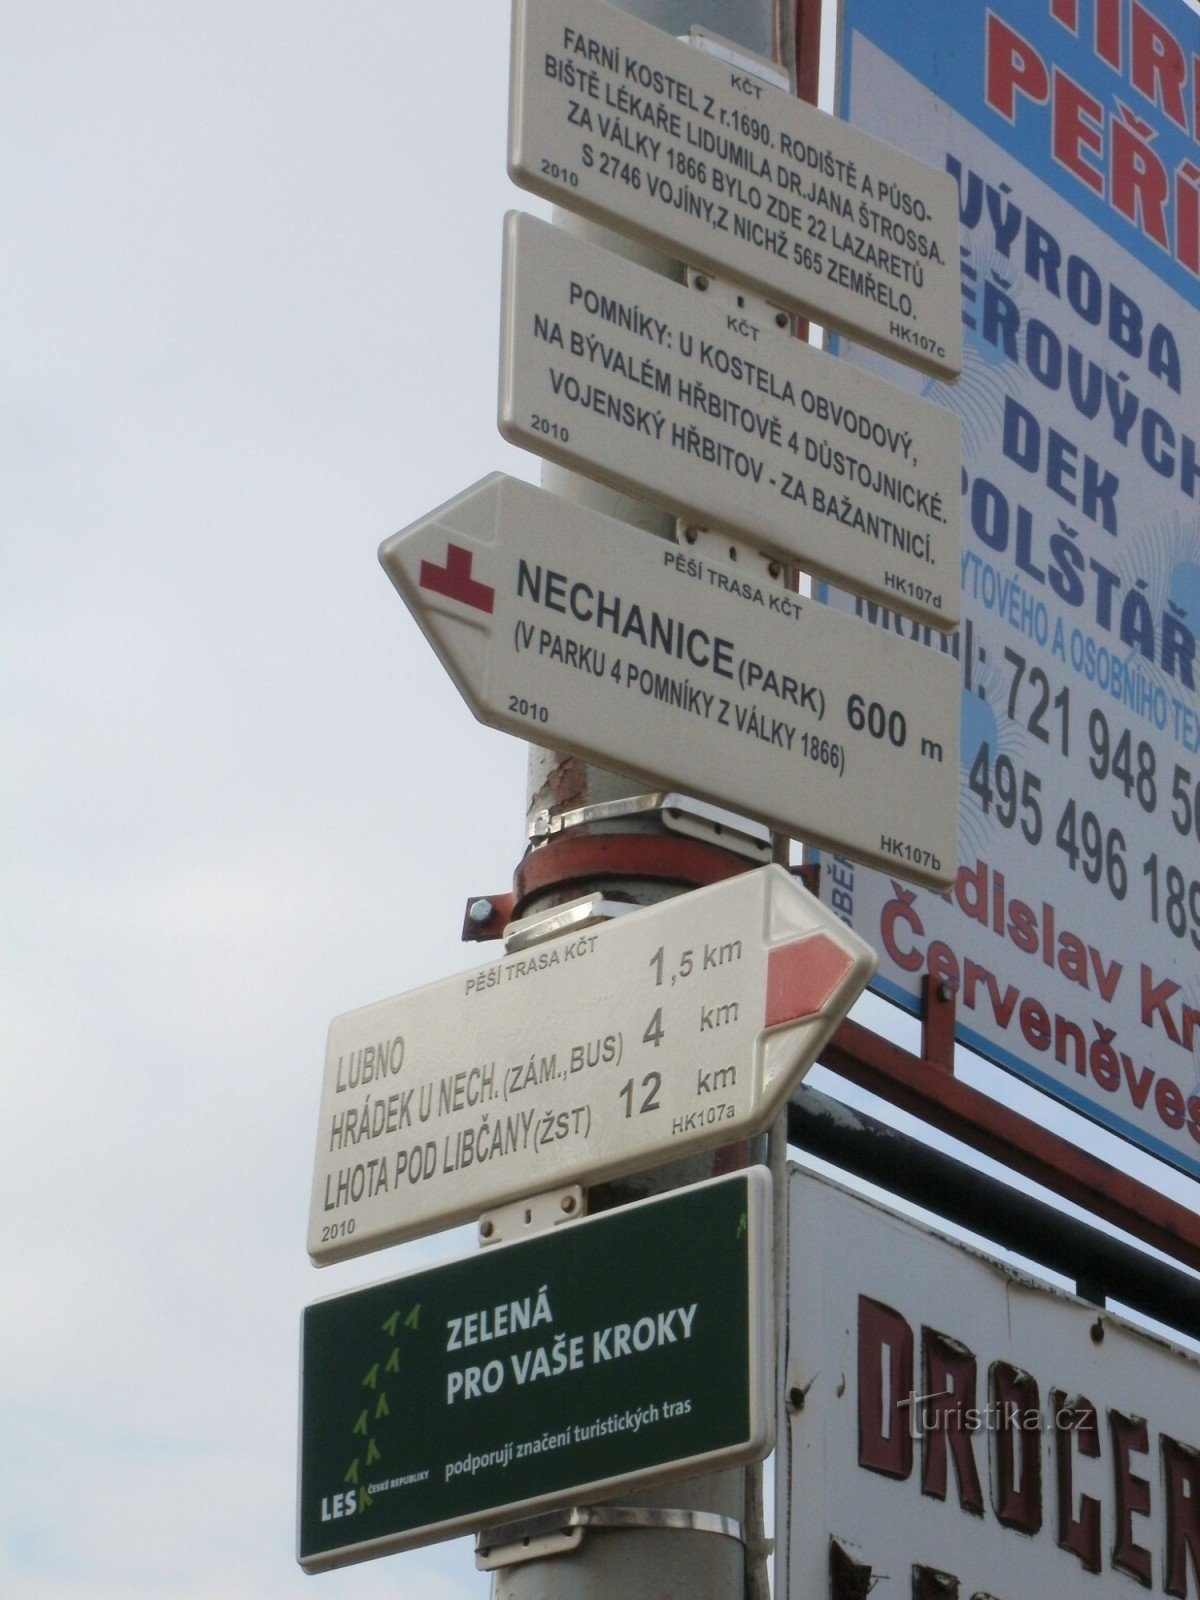 KČT
FARNÍ KOSTEL Z r.1690. RODIŠTĚ A PŮSO-
BIŠTĚ LÉKAŘE LIDUMILA DR.JANA ŠTROSSA.
ZA VÁLKY 1866 BYLO ZDE 22 LAZARETŮ
S 2746 VOJÍNY,Z NICHŽ 565 ZEMŘELO.
2010
HK107c
KČT
POMNÍKY: U KOSTELA OBVODOVÝ,
NA BÝVALÉM HŘBITOVĚ 4 DŮSTOJNICKÉ.
VOJENSKÝ HŘBITOV - ZA BAŽANTNICÍ.
2010
HK107d
PĚŠÍ TRASA KČT
NECHANICE (PARK) 600 m
(V PARKU 4 POMNÍKY Z VÁLKY 1866)
2010
HK107b
PĚŠÍ TRASA KČT
LUBNO 1,5 km
HRÁDEK U NECH.(ZÁM.,BUS) 4 km
LHOTA POD LIBČANY(ŽST) 12 km
2010
HK107a
ZELENÁ
PRO VAŠE KROKY
podporují značení turistických tras
LES ČESKÉ REPUBLIKY
VÝROBA
DEK
721 948
495 496 189
Červeněves
Turistika.cz